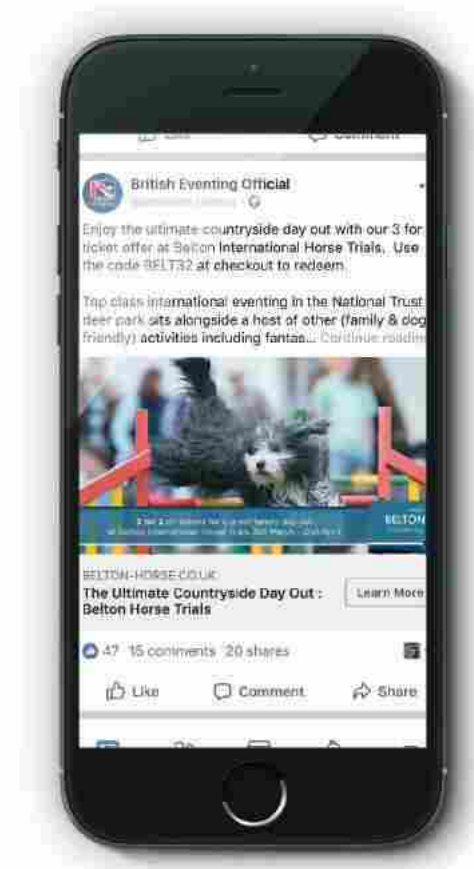 Comment
British Eventing Official
Enjoy the ultimate countryside day out with our 3 for
ticket offer at Belton International Horse Trials. Use
the code BELT32 at checkout to redeem.
Top class international eventing in the National Trust
deer park sits alongside a host of other (family & dog
friendly) activities including fantas... Continue readin
BELTON
BELTON-HORSE.CO.UK
The Ultimate Countryside Day Out :
Belton Horse Trials
Learn More
47 15 comments 20 shares
Like Comment Share